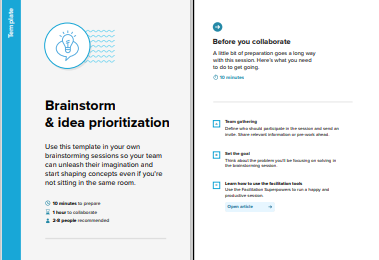 Template
Brainstorm
& idea prioritization
Use this template in your own
brainstorming sessions so your team
can unleash their imagination and
start shaping concepts even if you're
not sitting in the same room.
10 minutes to prepare
1 hour to collaborate
2-8 people recommended
Before you collaborate
A little bit of preparation goes a long way
with this session. Here's what you need
to do to get going.
10 minutes
Team gathering
Define who should participate in the session and send an
invite. Share relevant information or pre-work ahead.
Set the goal
Think about the problem you'll be focusing on solving in
the brainstorming session.
Learn how to use the facilitation tools
Use the Facilitation Superpowers to run a happy and
productive session.
Open article